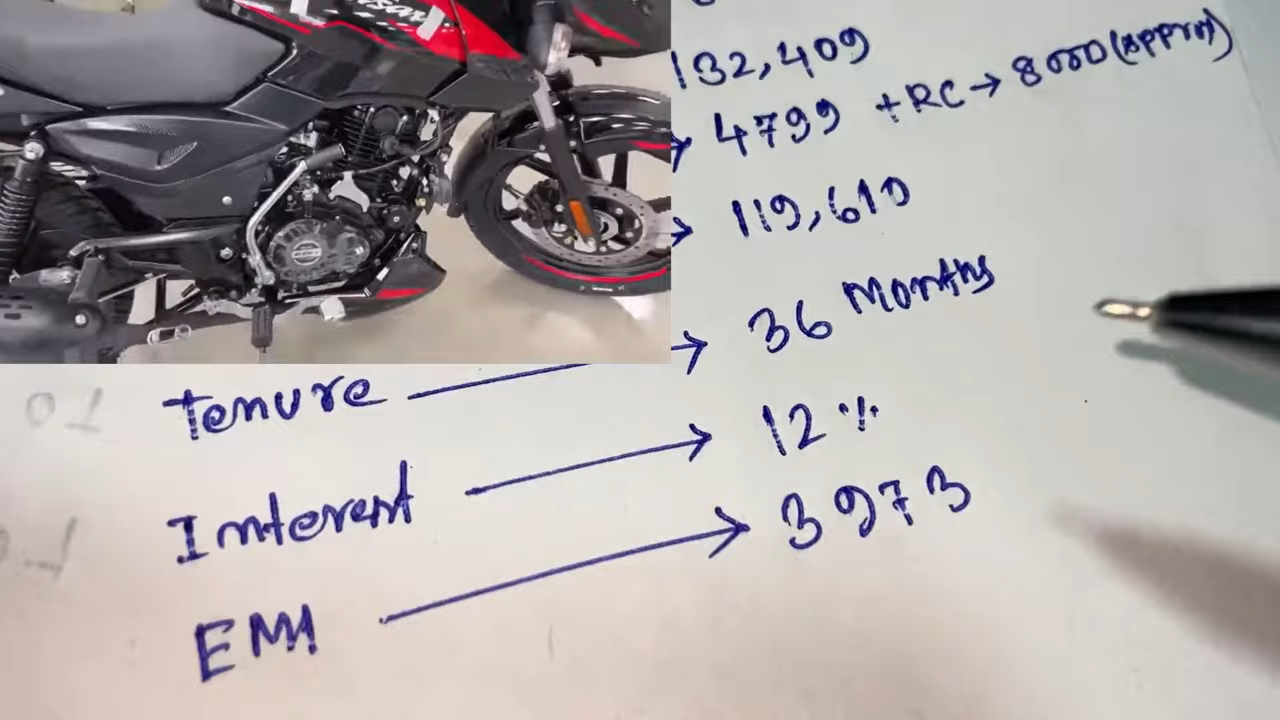 132,409
→ 4799 + RC → 8000 (Approx)
→ 119,610
Tenure → 36 Months
Interest → 12 %
EMI → 3973